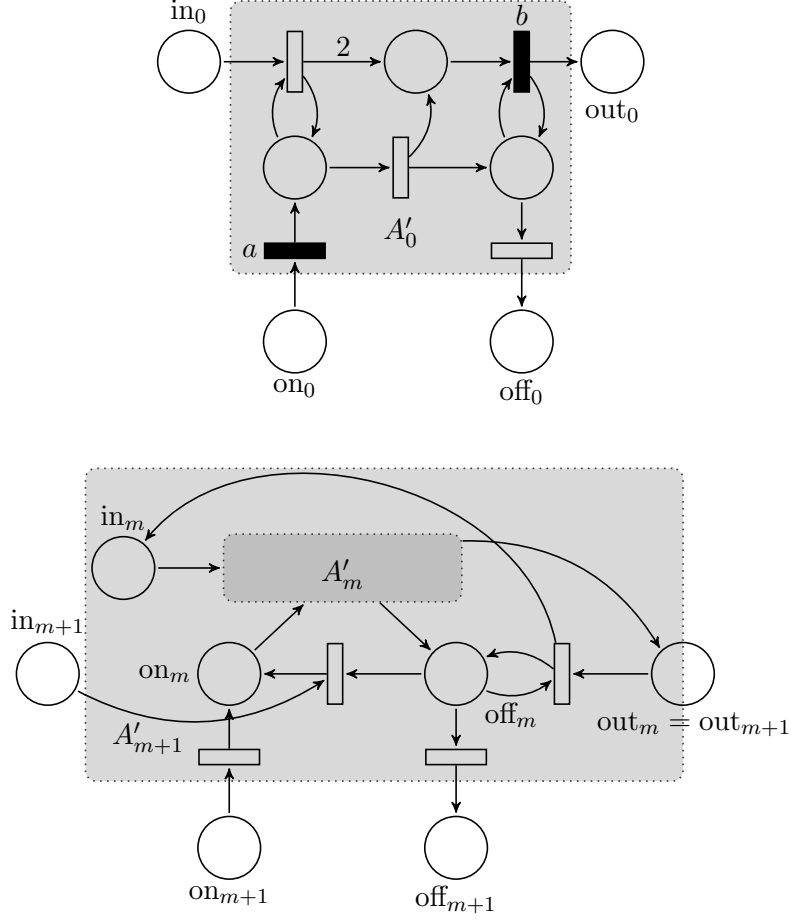 in₀
b
2
out₀
A′₀
a
on₀
off₀
inₘ
A′ₘ
inₘ₊₁
onₘ
offₘ
outₘ = outₘ₊₁
A′ₘ₊₁
onₘ₊₁
offₘ₊₁